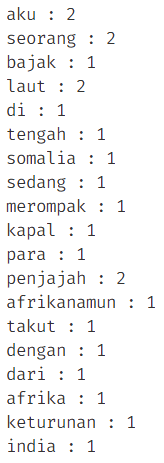 aku : 2
seorang : 2
bajak : 1
laut : 2
di : 1
tengah : 1
somalia : 1
sedang : 1
merompak : 1
kapal : 1
para : 1
penjajah : 2
afrikanamun : 1
takut : 1
dengan : 1
dari : 1
afrika : 1
keturunan : 1
india : 1